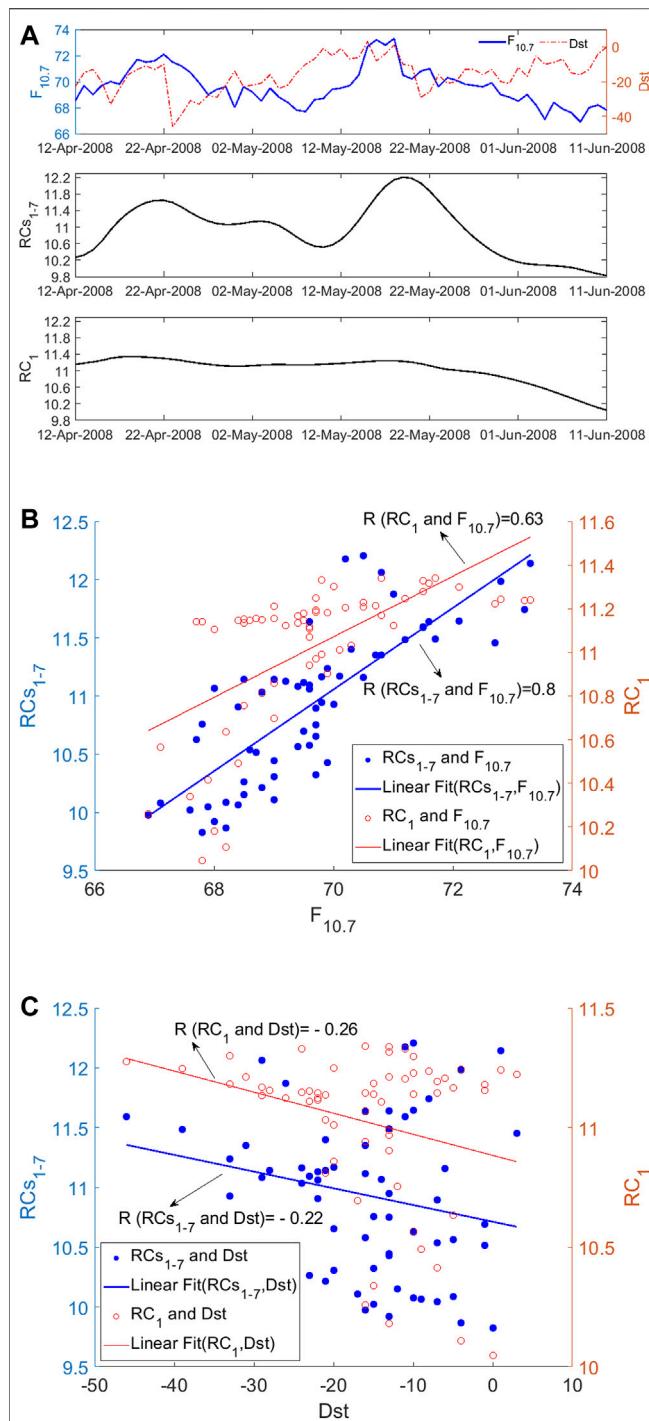 A
74
72
70
68
66
F10.7
F10.7 Dst
0
-20
-40
Dst
12-Apr-2008 22-Apr-2008 02-May-2008 12-May-2008 22-May-2008 01-Jun-2008 11-Jun-2008
12.2
11.4
10.6
9.8
RCs1-7
12-Apr-2008 22-Apr-2008 02-May-2008 12-May-2008 22-May-2008 01-Jun-2008 11-Jun-2008
12.2
11.4
11
10.6
10.2
9.8
RC1
12-Apr-2008 22-Apr-2008 02-May-2008 12-May-2008 22-May-2008 01-Jun-2008 11-Jun-2008
B
12.5
12
11.5
11
10.5
10
9.5
RCs1-7
R (RC1 and F10.7)=0.63
R (RCs1-7 and F10.7)=0.8
RCs1-7 and F10.7
Linear Fit(RCs1-7,F10.7)
RC1 and F10.7
Linear Fit(RC1,F10.7)
11.6
11.4
11.2
11
10.8
10.6
10.4
10.2
10
RC1
66 68 70 72 74
F10.7
C
12.5
12
11.5
11
10.5
10
9.5
RCs1-7
R (RC1 and Dst)= - 0.26
R (RCs1-7 and Dst)= - 0.22
RCs1-7 and Dst
Linear Fit(RCs1-7,Dst)
RC1 and Dst
Linear Fit(RC1,Dst)
11.5
11
10.5
10
RC1
-50 -40 -30 -20 -10 0 10
Dst